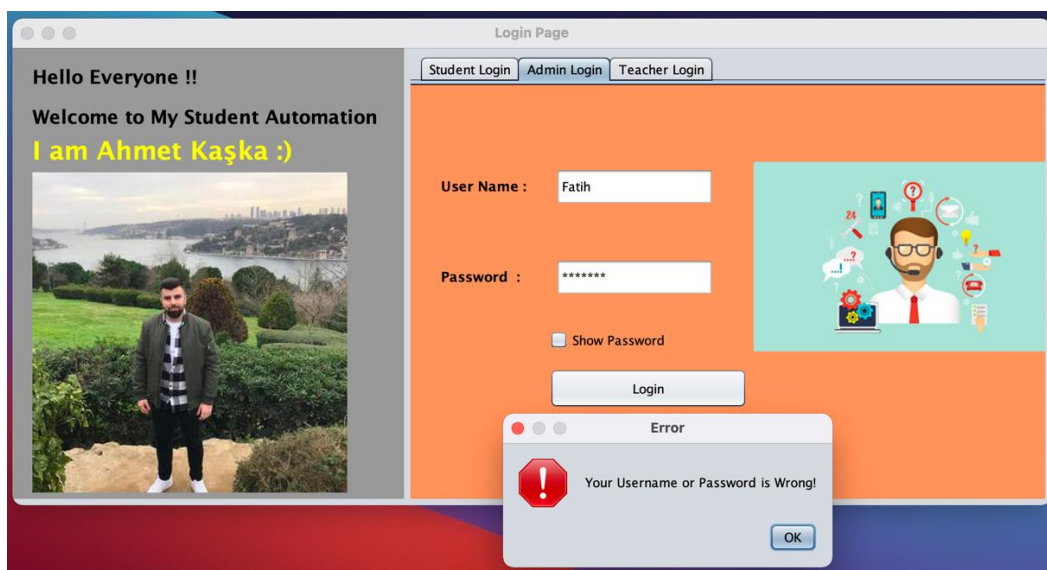 Login Page
Hello Everyone !!
Welcome to My Student Automation
I am Ahmet Kaşka :)
Student Login Admin Login Teacher Login
User Name : Fatih
Password : *******
Show Password
Login
24
?
?
...?
...!
?
?
Error
!
Your Username or Password is Wrong!
OK